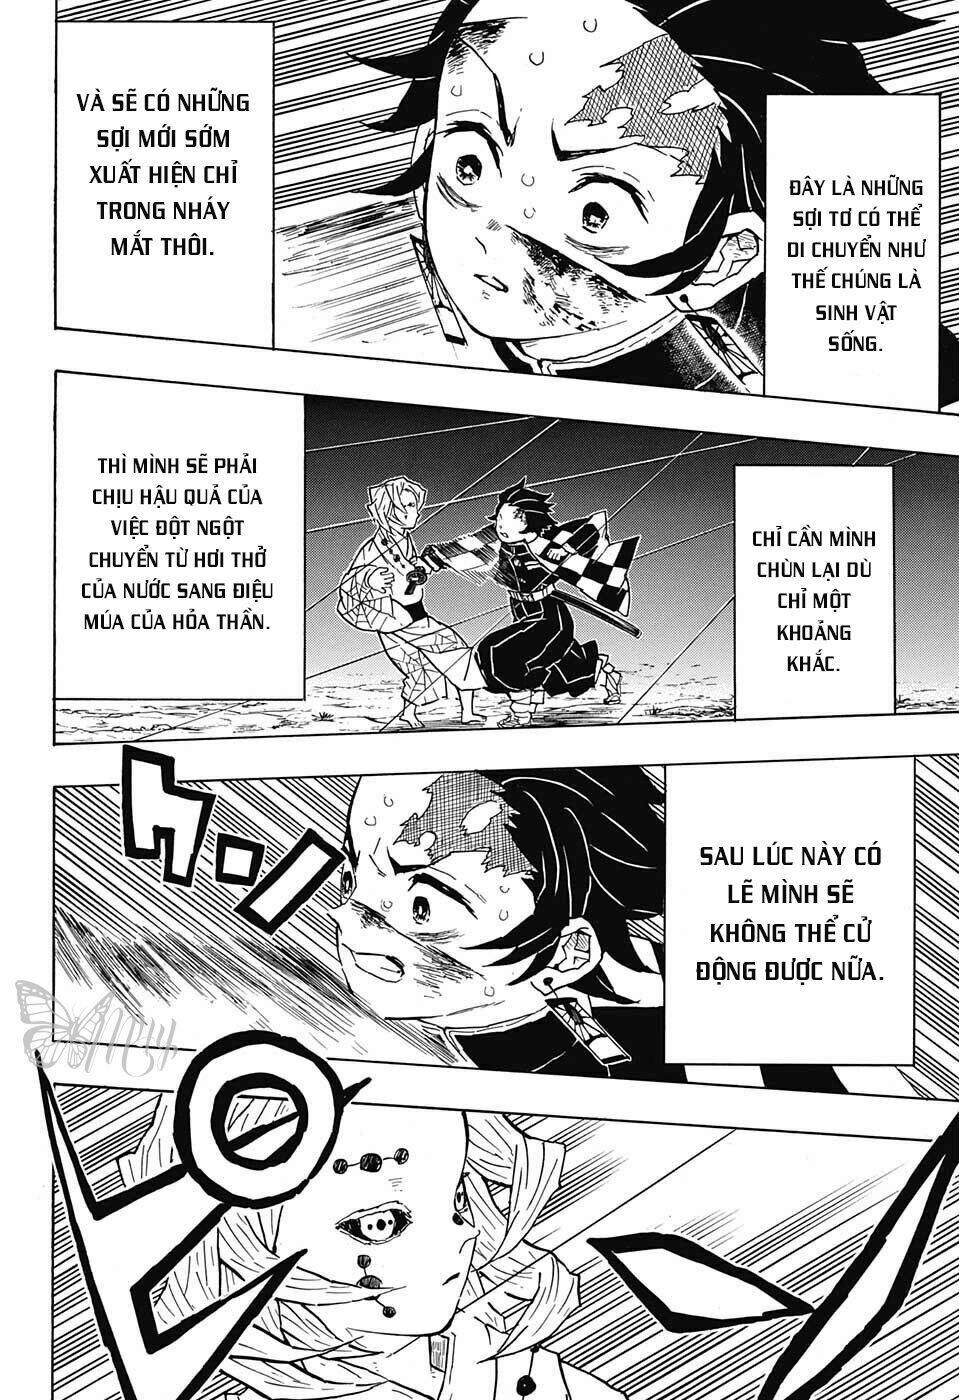 ĐÂY LÀ NHỮNG
SỢI TƠ CÓ THỂ
DI CHUYỂN NHƯ
THẾ CHÚNG LÀ
SINH VẬT
SỐNG.
VÀ SẼ CÓ NHỮNG
SỢI MỚI SỚM
XUẤT HIỆN CHỈ
TRONG NHÁY
MẮT THÔI.
CHỈ CẦN MÌNH
CHÙN LẠI DÙ
CHỈ MỘT
KHOẢNG
KHẮC.
THÌ MÌNH SẼ PHẢI
CHỊU HẬU QUẢ CỦA
VIỆC ĐỘT NGỘT
CHUYỂN TỪ HƠI THỞ
CỦA NƯỚC SANG ĐIỆU
MÚA CỦA HỎA THẦN.
SAU LÚC NÀY CÓ
LẼ MÌNH SẼ
KHÔNG THỂ CỬ
ĐỘNG ĐƯỢC NỮA.